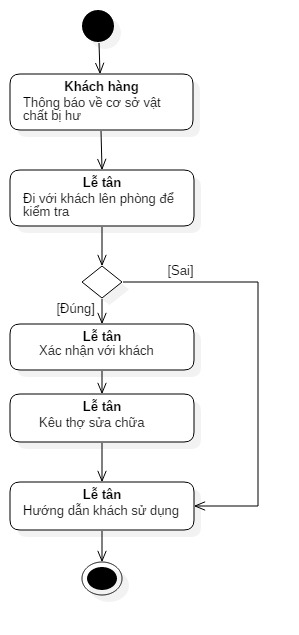 Khách hàng
Thông báo về cơ sở vật
chất bị hư
Lễ tân
Đi với khách lên phòng để
kiểm tra
[Sai]
[Đúng]
Lễ tân
Xác nhận với khách
Lễ tân
Kêu thợ sửa chữa
Lễ tân
Hướng dẫn khách sử dụng